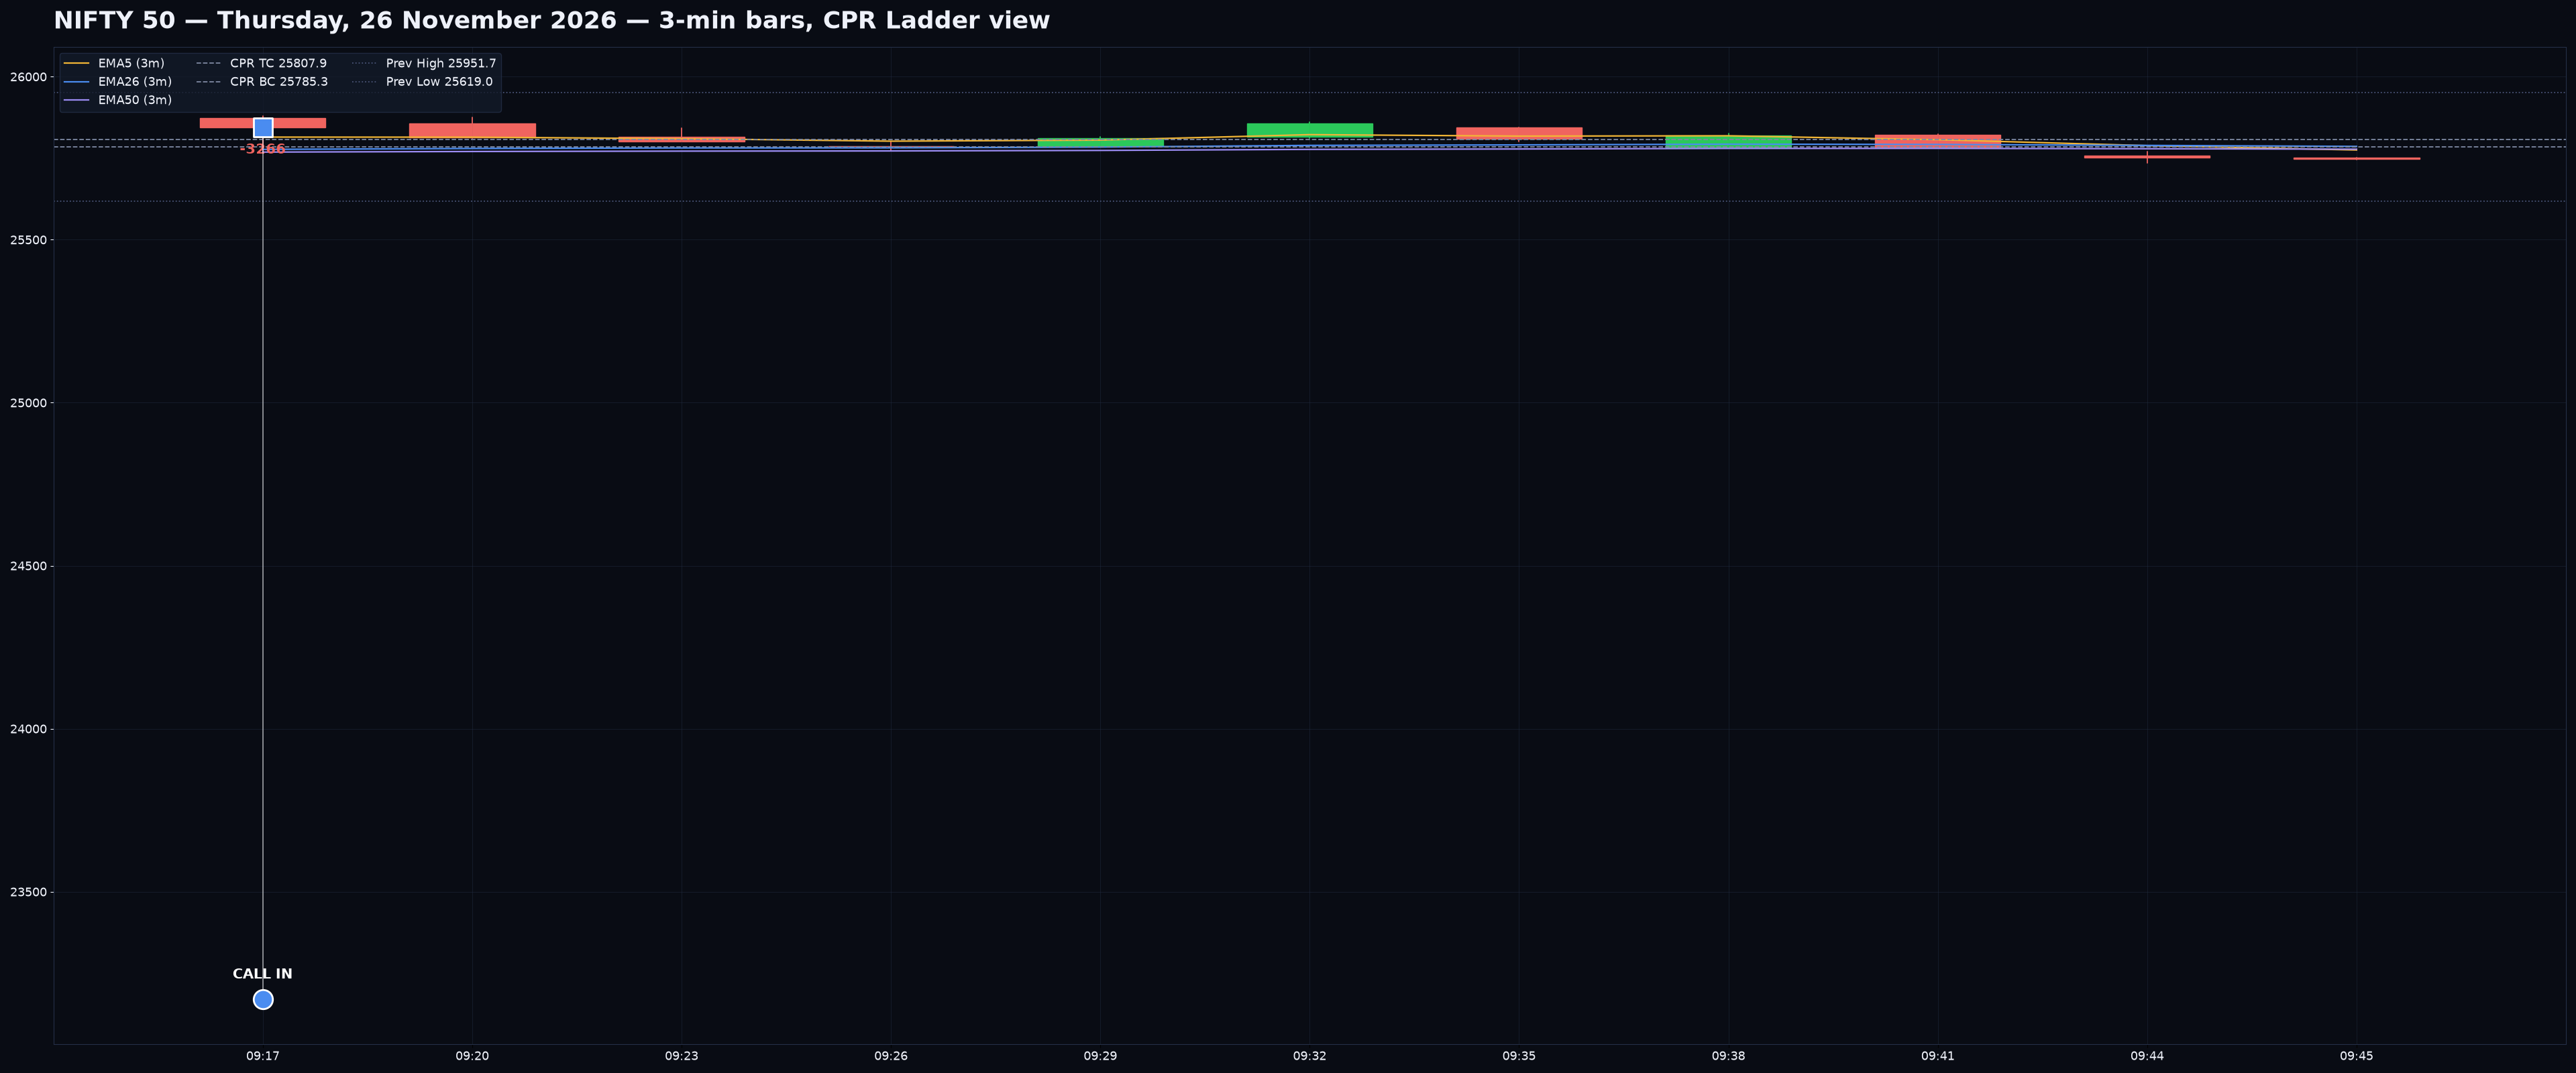 NIFTY 50 — Thursday, 26 November 2026 — 3-min bars, CPR Ladder view
EMA5 (3m) CPR TC 25807.9 Prev High 25951.7
EMA26 (3m) CPR BC 25785.3 Prev Low 25619.0
EMA50 (3m)
26000
-3266
25500
25000
24500
24000
23500
CALL IN
09:17 09:20 09:23 09:26 09:29 09:32 09:35 09:38 09:41 09:44 09:45